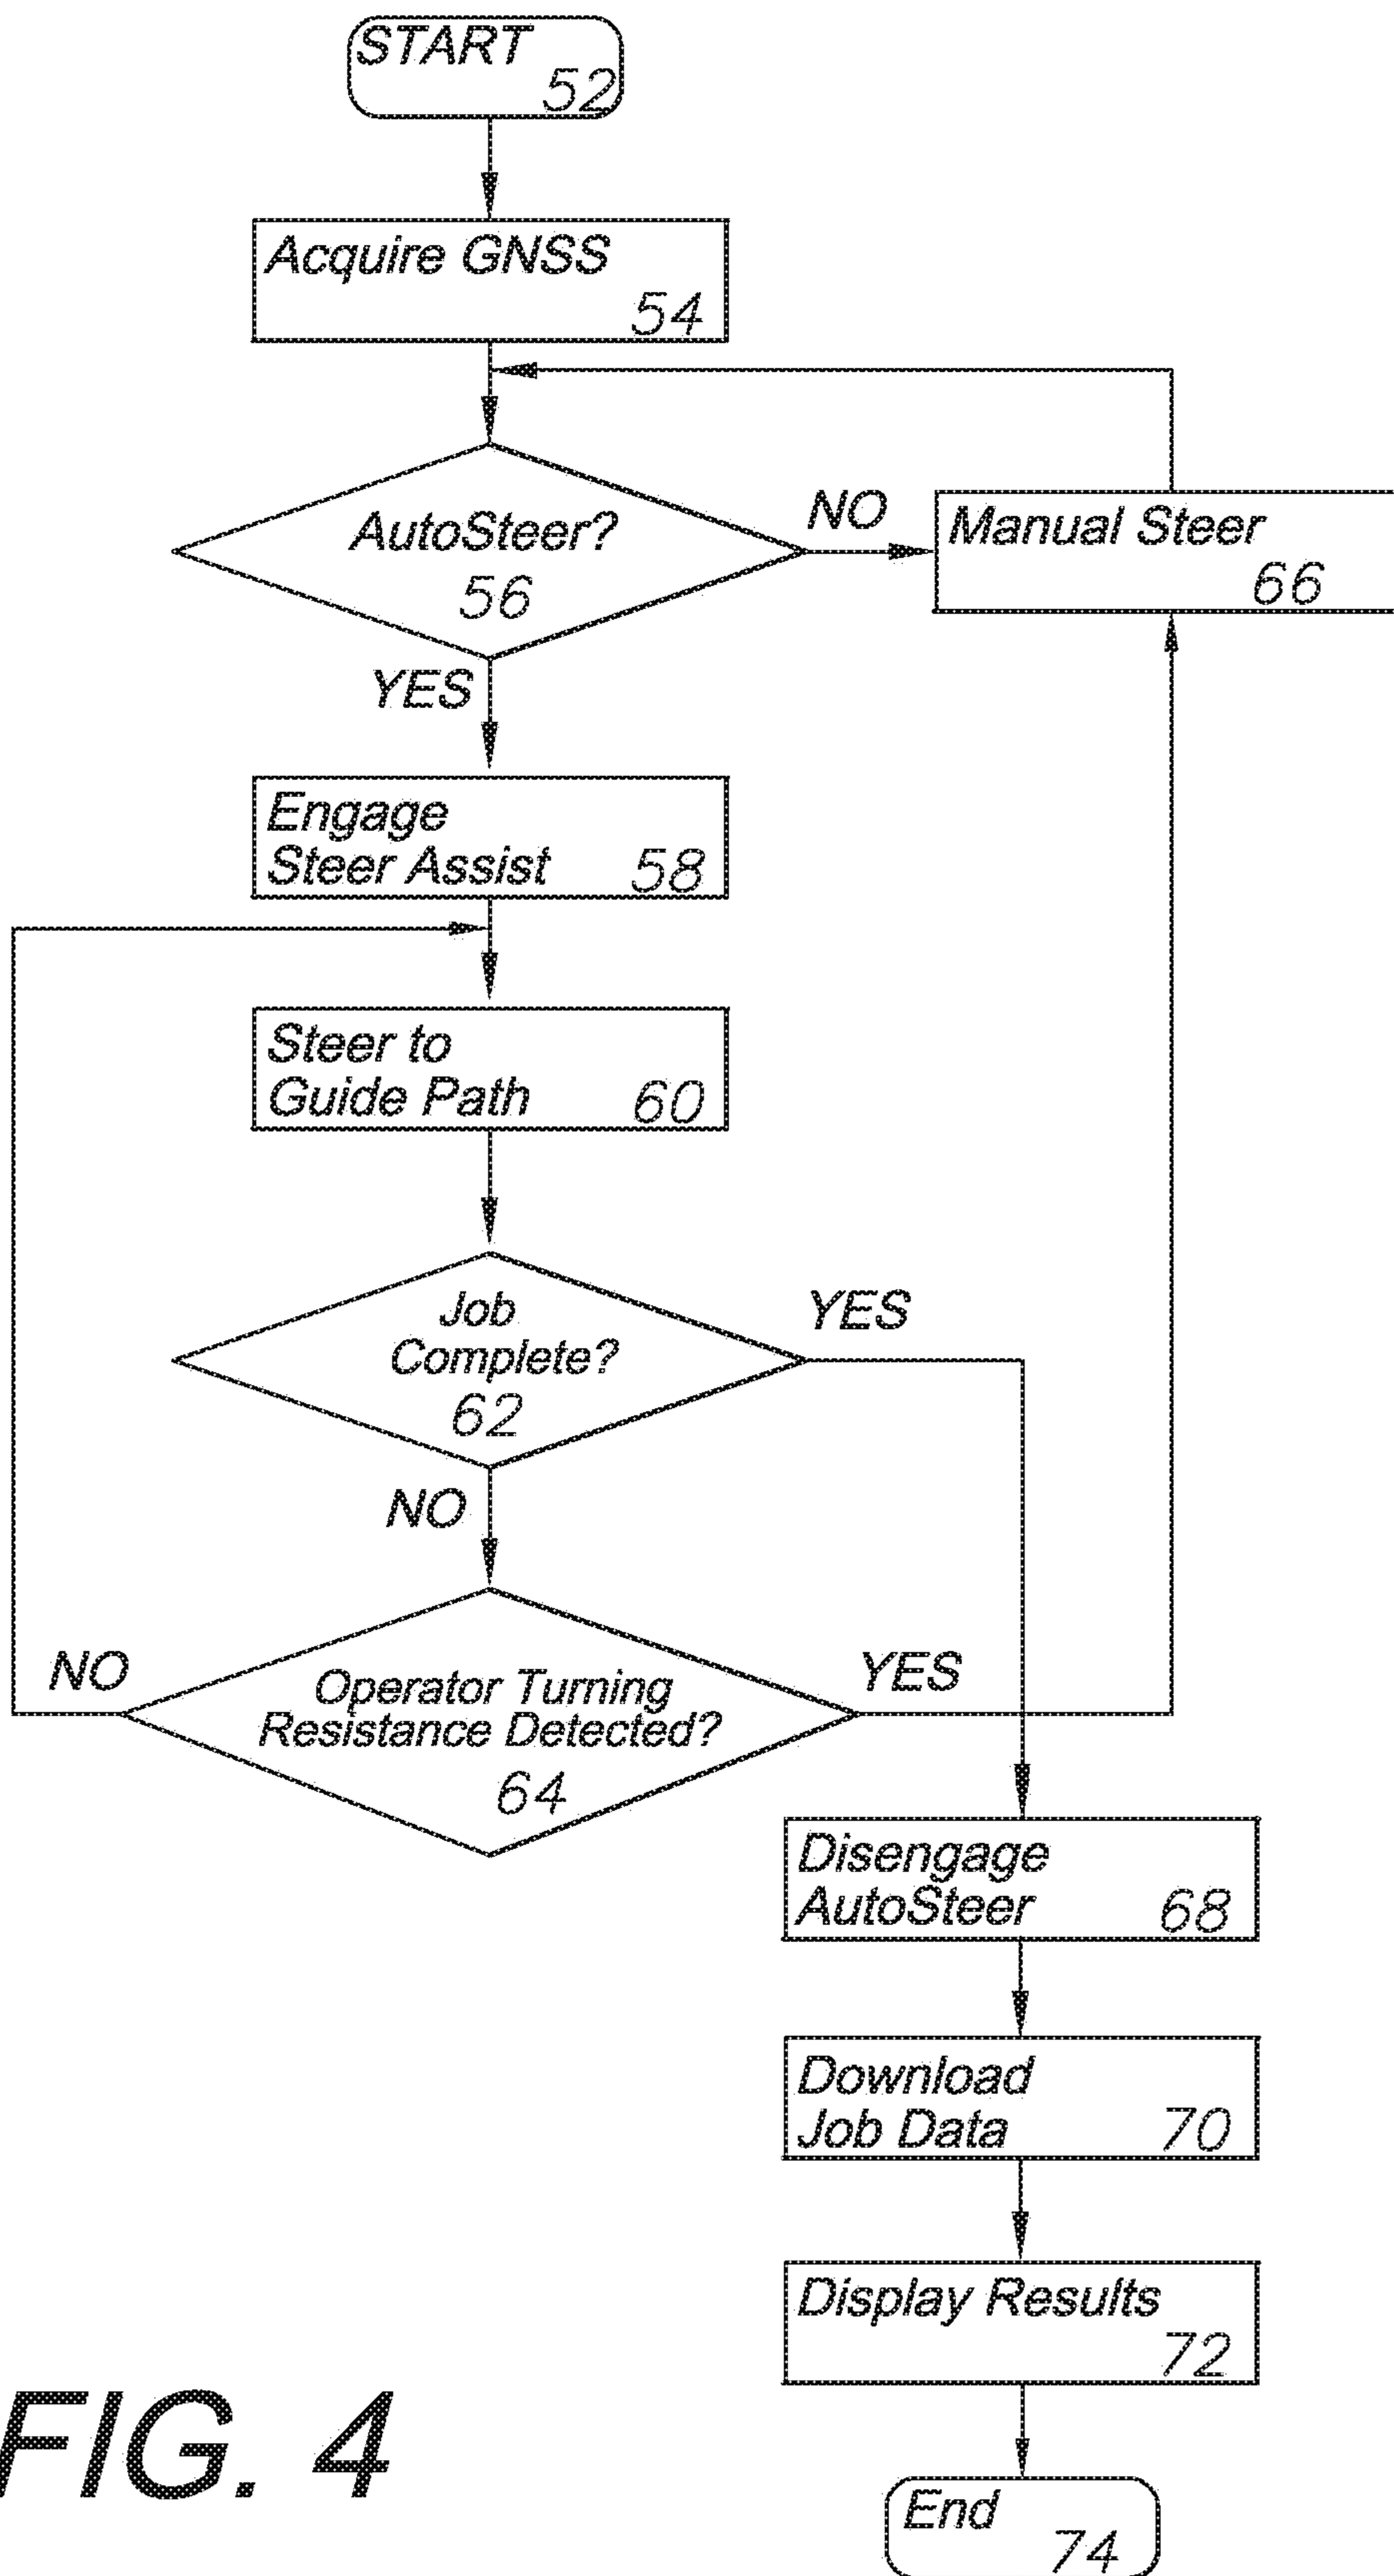 START
52
Acquire GNSS
54
AutoSteer?
56
NO
Manual Steer
66
YES
Engage
Steer Assist 58
Steer to
Guide Path 60
Job
Complete?
62
YES
NO
Operator Turning
Resistance Detected?
64
NO
YES
Disengage
AutoSteer 68
Download
Job Data 70
Display Results
72
End
74
FIG. 4